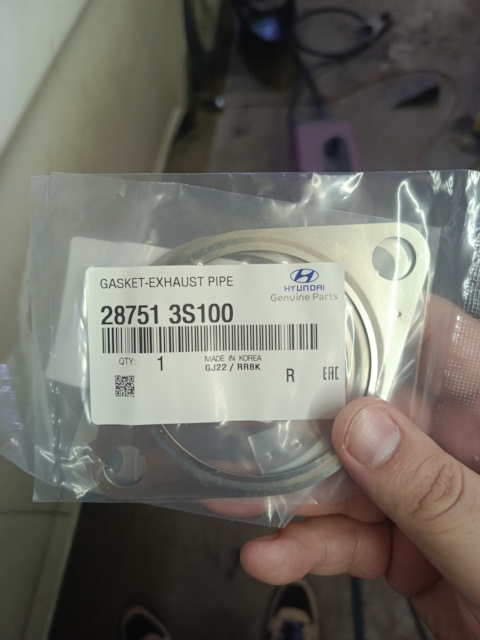 GASKET-EXHAUST PIPE
HYUNDAI
Genuine Parts
28751 3S100
QTY: 1
MADE IN KOREA
GJ22 / RR8K
R
EAC